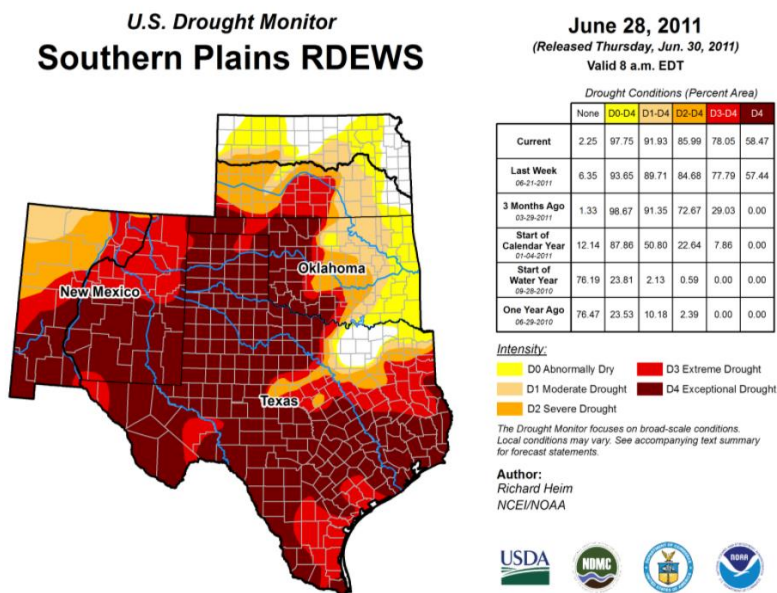 U.S. Drought Monitor
Southern Plains RDEWS
June 28, 2011
(Released Thursday, Jun. 30, 2011)
Valid 8 a.m. EDT
Drought Conditions (Percent Area)
None D0-D4 D1-D4 D2-D4 D3-D4 D4
Current 2.25 97.75 91.93 85.99 78.05 58.47
Last Week
06-21-2011 6.35 93.65 89.71 84.68 77.79 57.44
3 Months Ago
03-29-2011 1.33 98.67 91.35 72.67 29.03 0.00
Start of
Calendar Year
01-04-2011 12.14 87.86 50.80 22.64 7.86 0.00
Start of
Water Year
09-28-2010 76.19 23.81 2.13 0.59 0.00 0.00
One Year Ago
06-29-2010 76.47 23.53 10.18 2.39 0.00 0.00
Oklahoma
New Mexico
Texas
Intensity:
D0 Abnormally Dry
D1 Moderate Drought
D2 Severe Drought
D3 Extreme Drought
D4 Exceptional Drought
The Drought Monitor focuses on broad-scale conditions.
Local conditions may vary. See accompanying text summary
for forecast statements.
Author:
Richard Heim
NCEI/NOAA
USDA
NDMC
NOAA